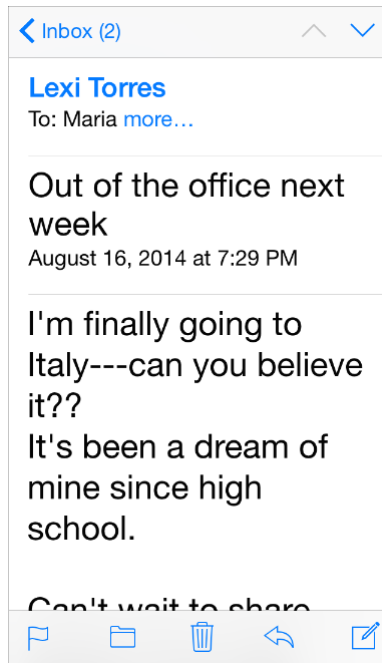 Inbox (2)
Lexi Torres
To: Maria more...
Out of the office next
week
August 16, 2014 at 7:29 PM
I'm finally going to
Italy---can you believe
it??
It's been a dream of
mine since high
school.
Can't wait to share